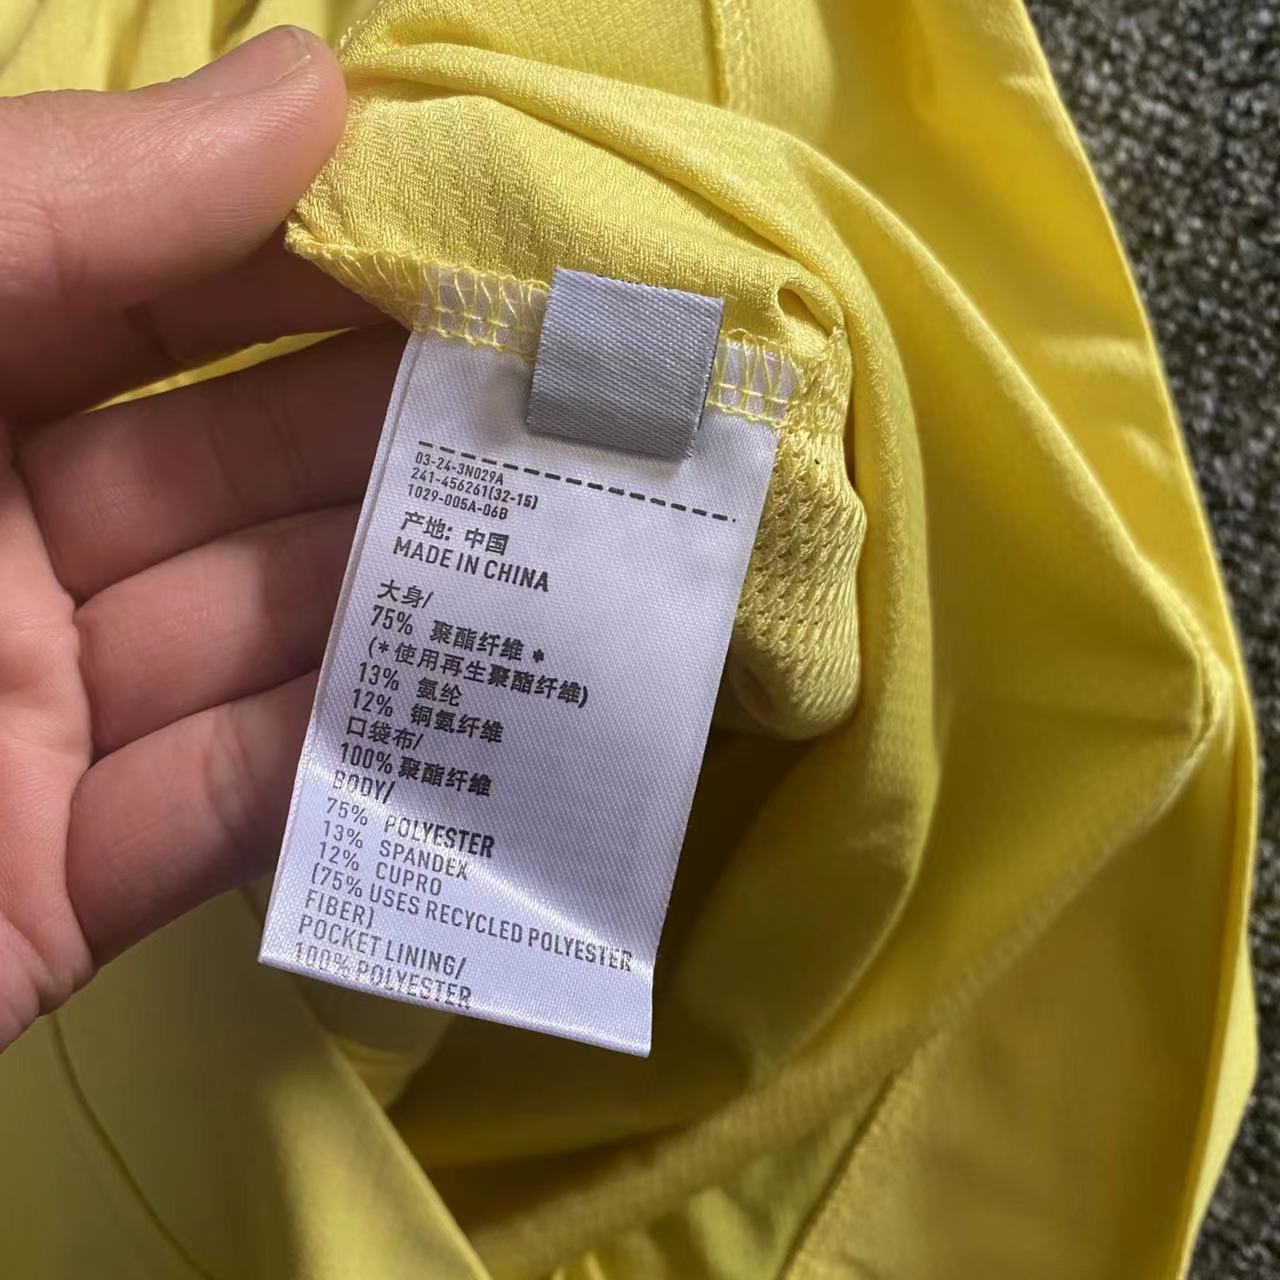 03-24-3N029A
241-456261(32-15)
1029-005A-06B
产地: 中国
MADE IN CHINA
大身/
75% 聚酯纤维 *
(*使用再生聚酯纤维)
13% 氨纶
12% 铜氨纤维
口袋布/
100% 聚酯纤维
BODY/
75% POLYESTER
13% SPANDEX
12% CUPRO
(75% USES RECYCLED POLYESTER
FIBER)
POCKET LINING/
100% POLYESTER